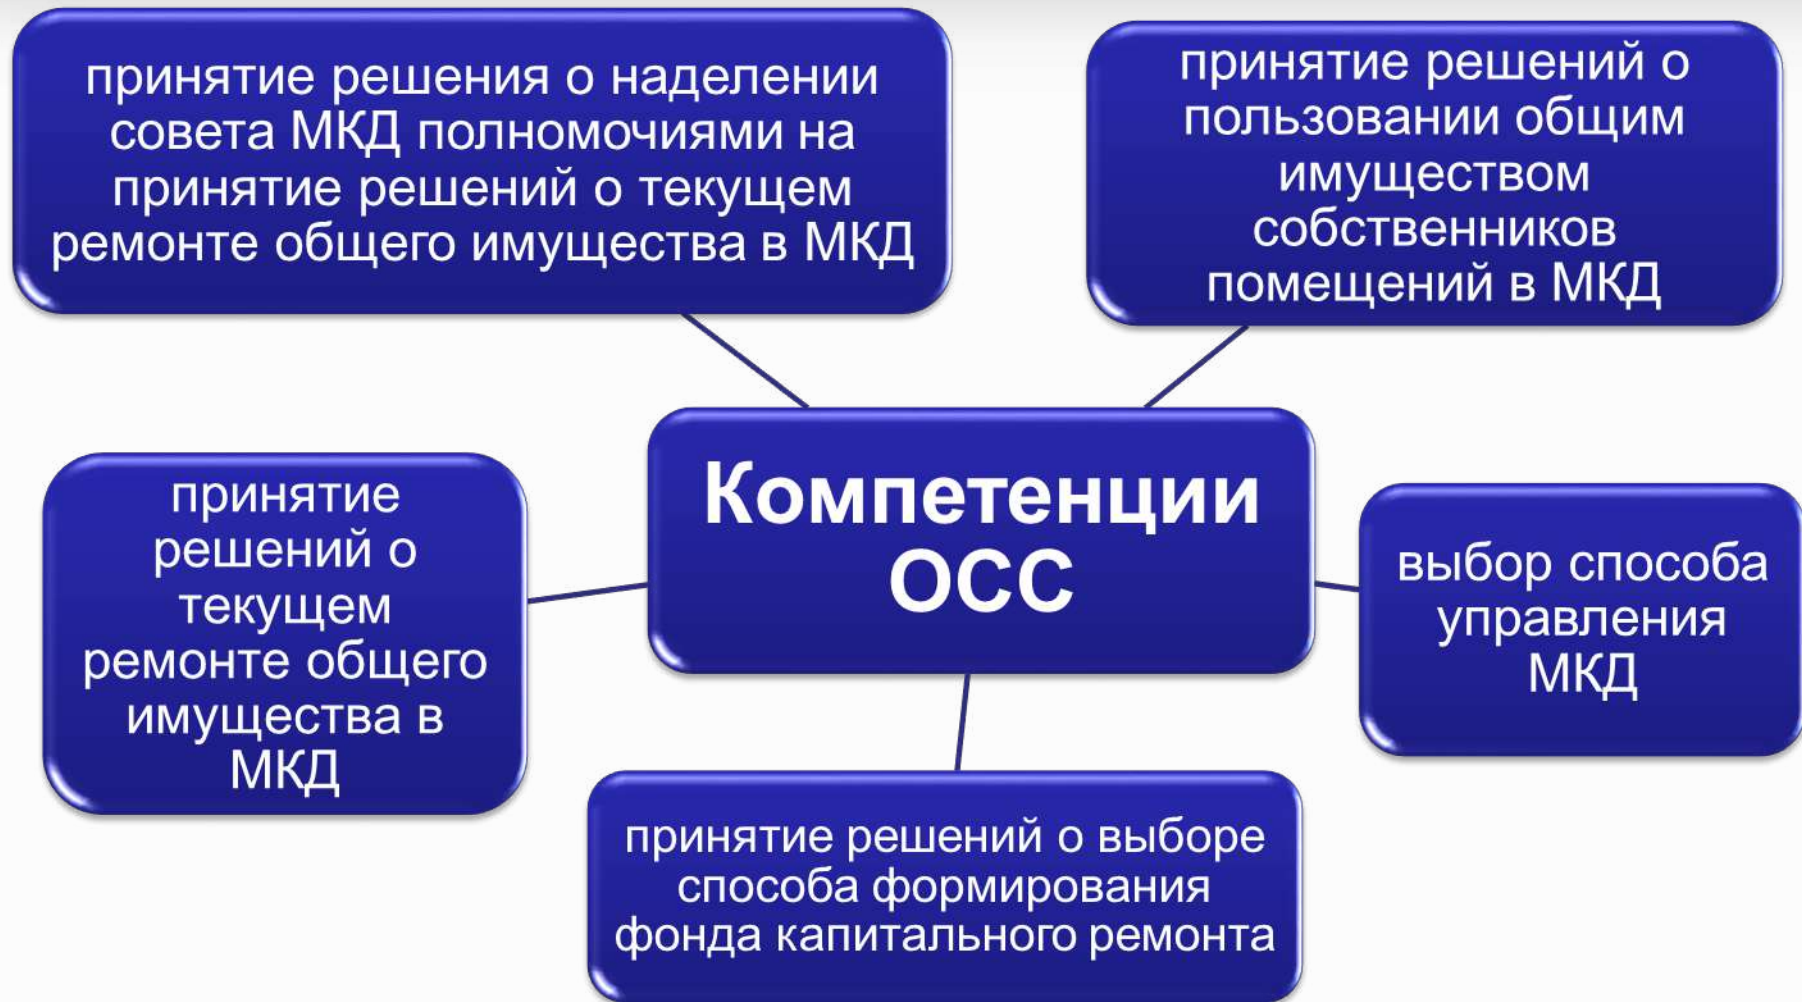 принятие решения о наделении
совета МКД полномочиями на
принятие решений о текущем
ремонте общего имущества в МКД
принятие решений о
пользовании общим
имуществом
собственников
помещений в МКД
Компетенции
ОСС
принятие
решений о
текущем
ремонте общего
имущества в
МКД
выбор способа
управления
МКД
принятие решений о выборе
способа формирования
фонда капитального ремонта